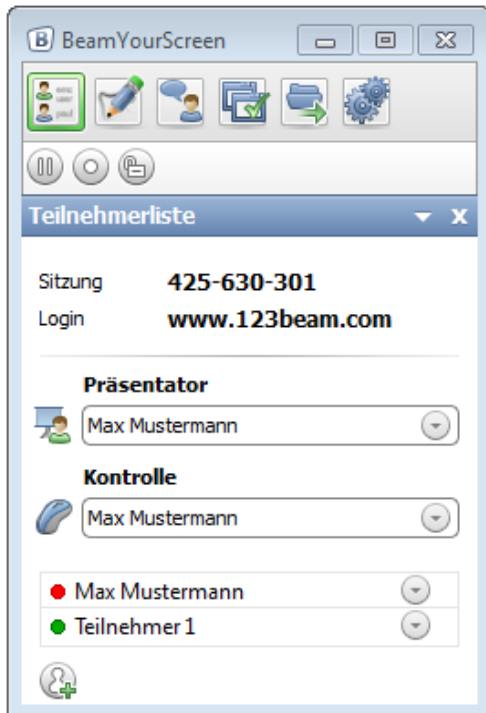 B BeamYourScreen
Teilnehmerliste
Sitzung 425-630-301
Login www.123beam.com
Präsentator
Max Mustermann
Kontrolle
Max Mustermann
Max Mustermann
Teilnehmer 1